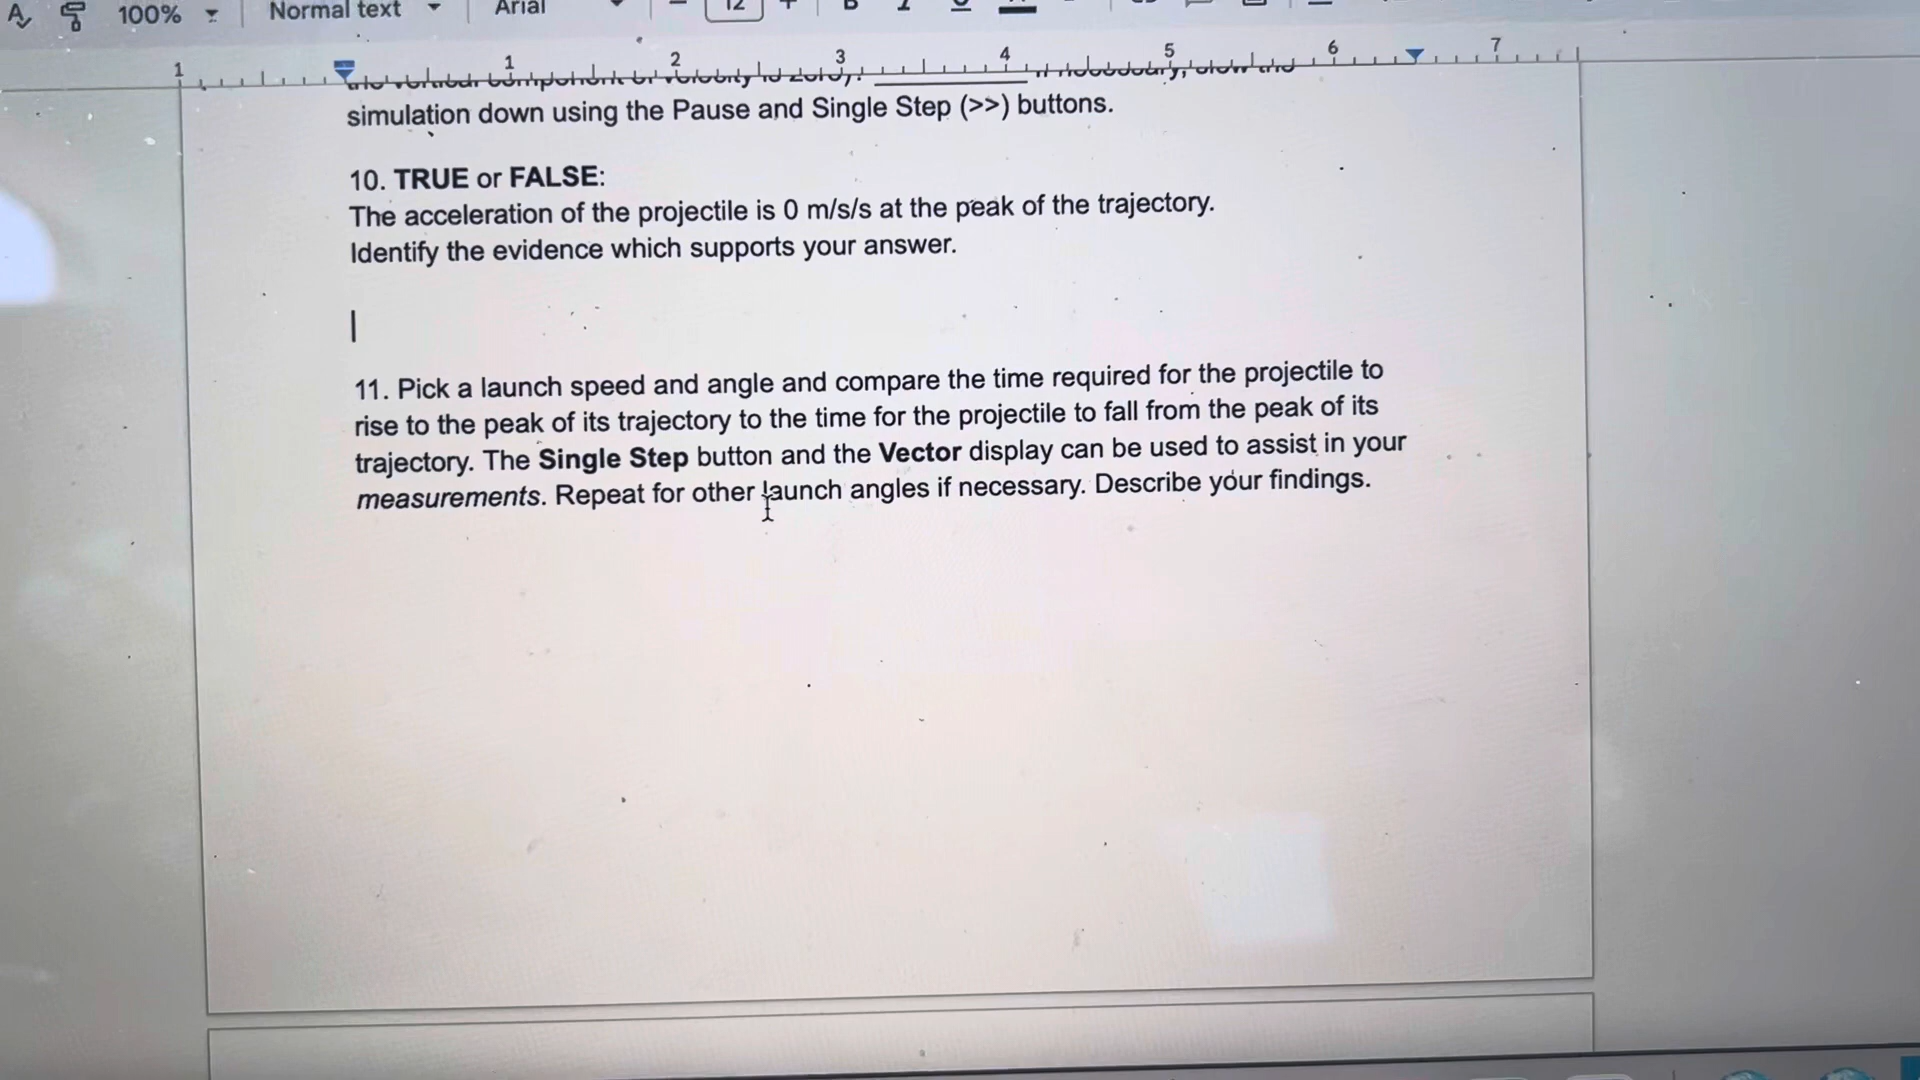 100% Normal text Arial 12
1 1 2 3 4 5 6 7
simulation down using the Pause and Single Step (>>) buttons.
10. TRUE or FALSE:
The acceleration of the projectile is 0 m/s/s at the peak of the trajectory.
Identify the evidence which supports your answer.
11. Pick a launch speed and angle and compare the time required for the projectile to
rise to the peak of its trajectory to the time for the projectile to fall from the peak of its
trajectory. The Single Step button and the Vector display can be used to assist in your
measurements. Repeat for other launch angles if necessary. Describe your findings.